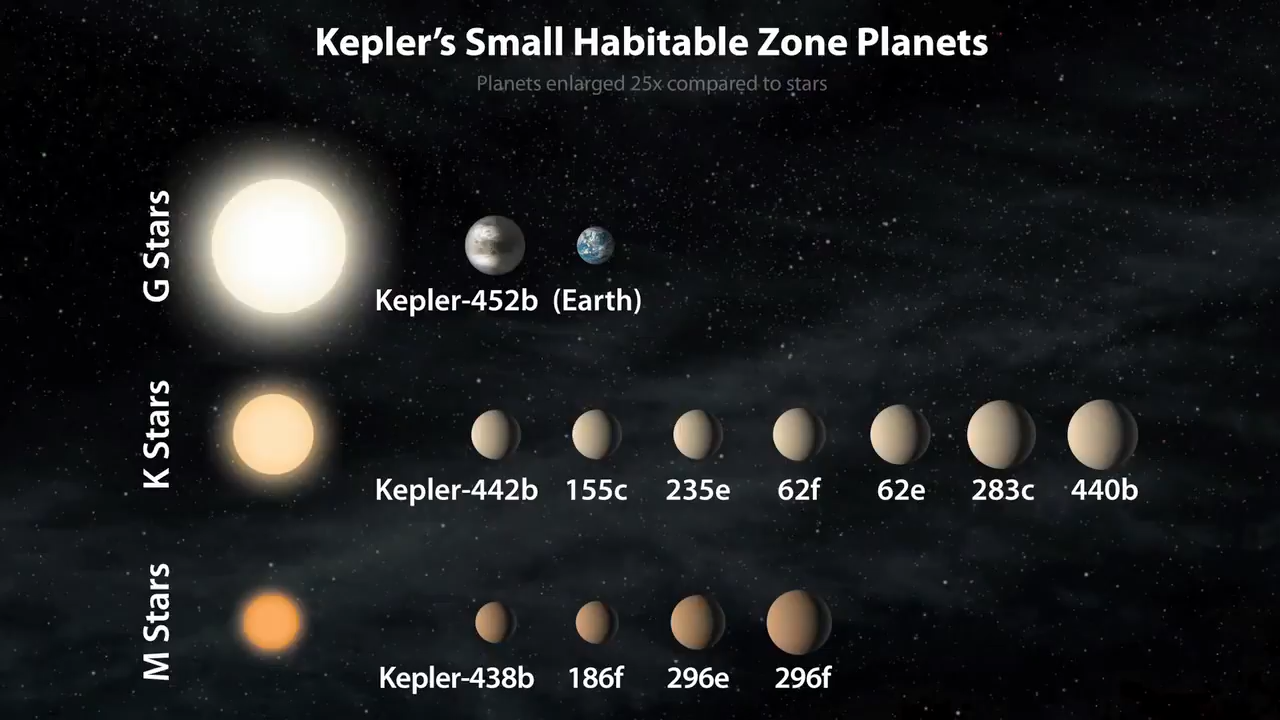 Kepler’s Small Habitable Zone Planets
Planets enlarged 25x compared to stars
G Stars
Kepler-452b (Earth)
K Stars
Kepler-442b 155c 235e 62f 62e 283c 440b
M Stars
Kepler-438b 186f 296e 296f